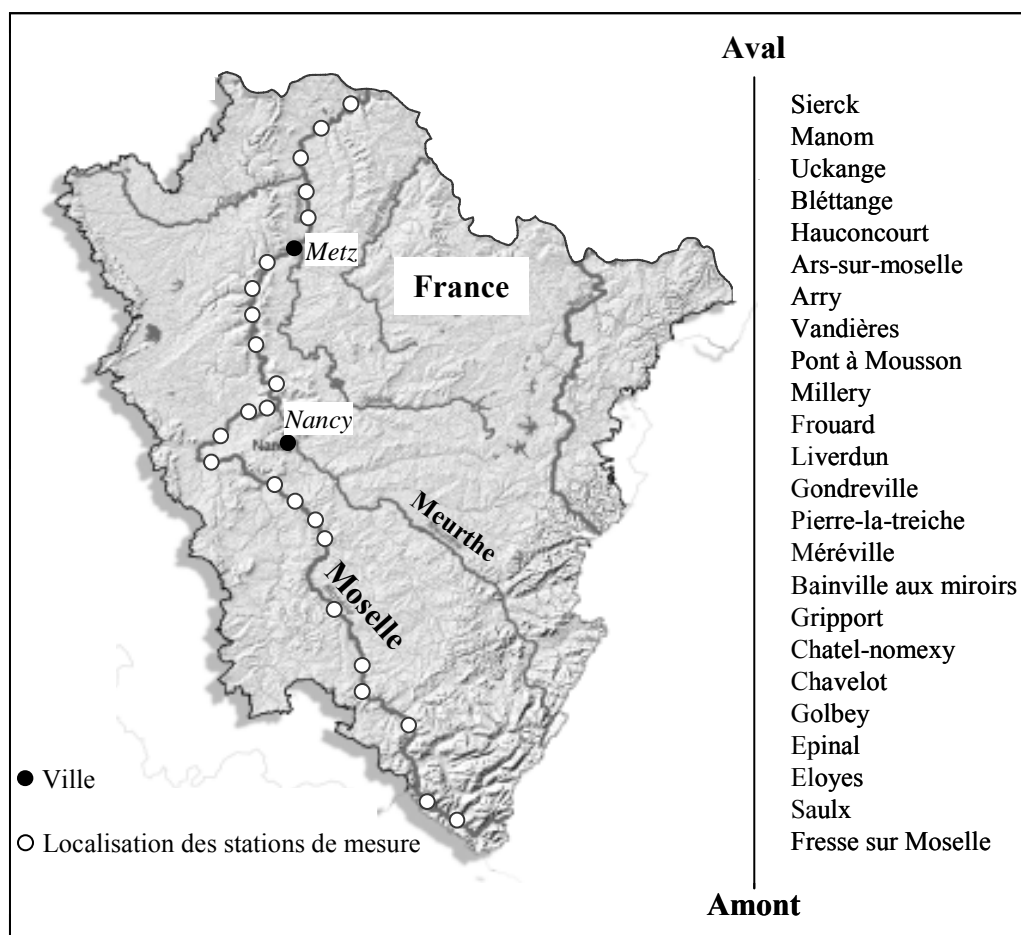 Aval
Sierck
Manom
Uckange
Bléttange
Hauconcourt
Ars-sur-moselle
Arry
Vandières
Pont à Mousson
Millery
Frouard
Liverdun
Gondreville
Pierre-la-treiche
Méréville
Bainville aux miroirs
Gripport
Chatel-nomexy
Chavelot
Golbey
Epinal
Eloyes
Saulx
Fresse sur Moselle
Amont
Metz
France
Nancy
Meurthe
Moselle
Ville
Localisation des stations de mesure